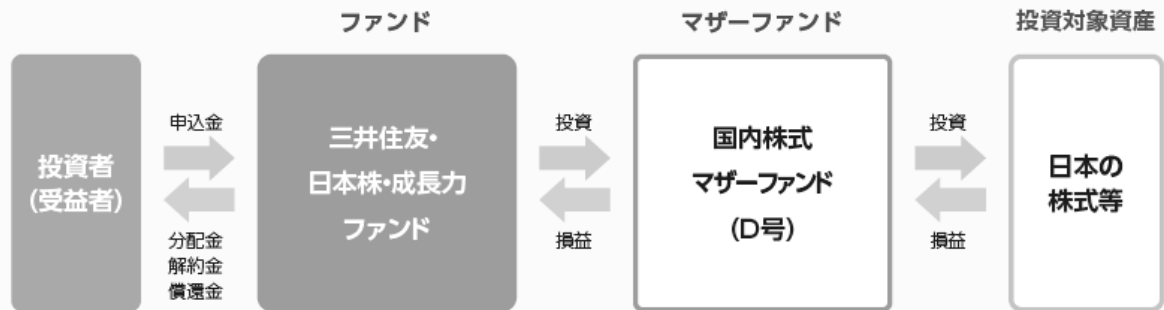 ファンド
マザーファンド
投資対象資産
投資者
(受益者)
申込金
分配金
解約金
償還金
三井住友・
日本株・成長力
ファンド
投資
損益
国内株式
マザーファンド
(D号)
投資
損益
日本の
株式等